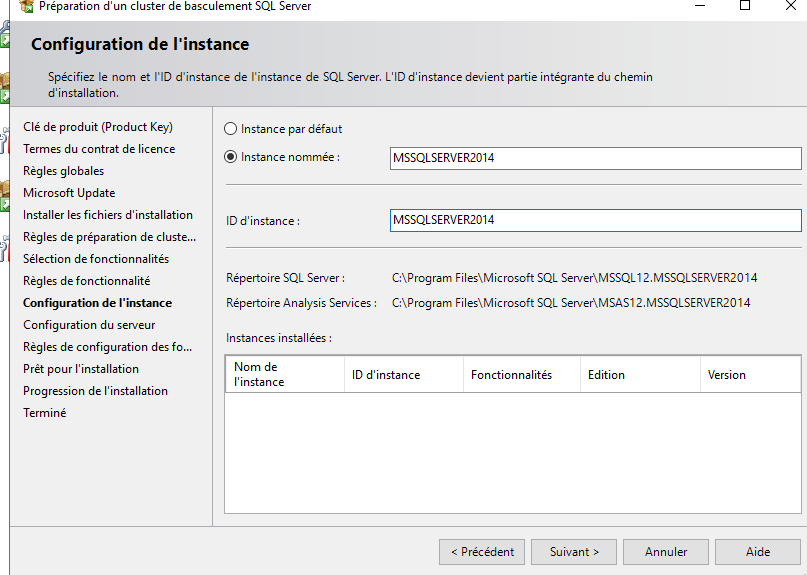 Préparation d'un cluster de basculement SQL Server
Configuration de l'instance
Spécifiez le nom et l'ID d'instance de l'instance de SQL Server. L'ID d'instance devient partie intégrante du chemin
d'installation.
Clé de produit (Product Key)
Termes du contrat de licence
Règles globales
Microsoft Update
Installer les fichiers d'installation
Règles de préparation de cluste...
Sélection de fonctionnalités
Règles de fonctionnalité
Configuration de l'instance
Configuration du serveur
Règles de configuration des fo...
Prêt pour l'installation
Progression de l'installation
Terminé
Instance par défaut
Instance nommée :
MSSQLSERVER2014
ID d'instance :
MSSQLSERVER2014
Répertoire SQL Server :
C:\Program Files\Microsoft SQL Server\MSSQL12.MSSQLSERVER2014
Répertoire Analysis Services :
C:\Program Files\Microsoft SQL Server\MSAS12.MSSQLSERVER2014
Instances installées :
Nom de
l'instance
ID d'instance
Fonctionnalités
Edition
Version
< Précédent
Suivant >
Annuler
Aide